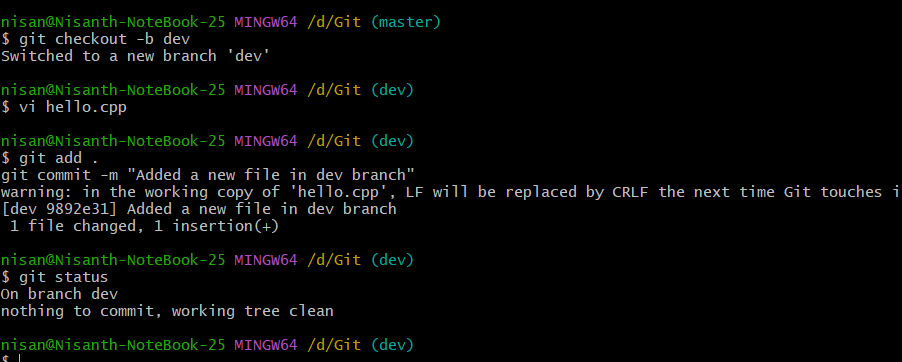 nisan@Nisanth-NoteBook-25 MINGW64 /d/Git (master)
$ git checkout -b dev
Switched to a new branch 'dev'
nisan@Nisanth-NoteBook-25 MINGW64 /d/Git (dev)
$ vi hello.cpp
nisan@Nisanth-NoteBook-25 MINGW64 /d/Git (dev)
$ git add .
git commit -m "Added a new file in dev branch"
warning: in the working copy of 'hello.cpp', LF will be replaced by CRLF the next time Git touches i
[dev 9892e31] Added a new file in dev branch
 1 file changed, 1 insertion(+)
nisan@Nisanth-NoteBook-25 MINGW64 /d/Git (dev)
$ git status
On branch dev
nothing to commit, working tree clean
nisan@Nisanth-NoteBook-25 MINGW64 /d/Git (dev)
$